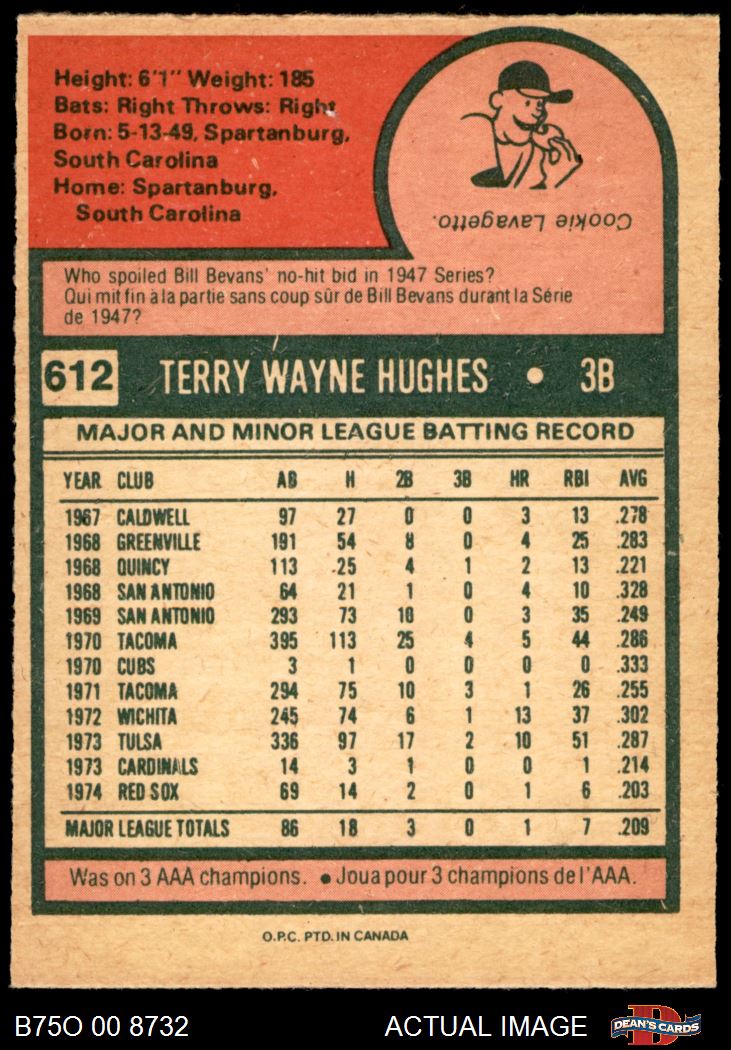 Height: 6'1" Weight: 185
Bats: Right Throws: Right
Born: 5-13-49, Spartanburg,
South Carolina
Home: Spartanburg,
South Carolina
Cookie Lavagetto.
Who spoiled Bill Bevans' no-hit bid in 1947 Series?
Qui mit fin à la partie sans coup sûr de Bill Bevans durant la Série
de 1947?
612 TERRY WAYNE HUGHES • 3B
MAJOR AND MINOR LEAGUE BATTING RECORD
YEAR CLUB AB H 2B 3B HR RBI AVG
1967 CALDWELL 97 27 0 0 3 13 .278
1968 GREENVILLE 191 54 8 0 4 25 .283
1968 QUINCY 113 25 4 1 2 13 .221
1968 SAN ANTONIO 64 21 1 0 4 10 .328
1969 SAN ANTONIO 293 73 10 0 3 35 .249
1970 TACOMA 395 113 25 4 5 44 .286
1970 CUBS 3 1 0 0 0 0 .333
1971 TACOMA 294 75 10 3 1 26 .255
1972 WICHITA 245 74 6 1 13 37 .302
1973 TULSA 336 97 17 2 10 51 .287
1973 CARDINALS 14 3 1 0 0 1 .214
1974 RED SOX 69 14 2 0 1 6 .203
MAJOR LEAGUE TOTALS 86 18 3 0 1 7 .209
Was on 3 AAA champions. • Joua pour 3 champions de l'AAA.
O.P.C. PTD. IN CANADA
B75O 00 8732 ACTUAL IMAGE DEAN'S CARDS